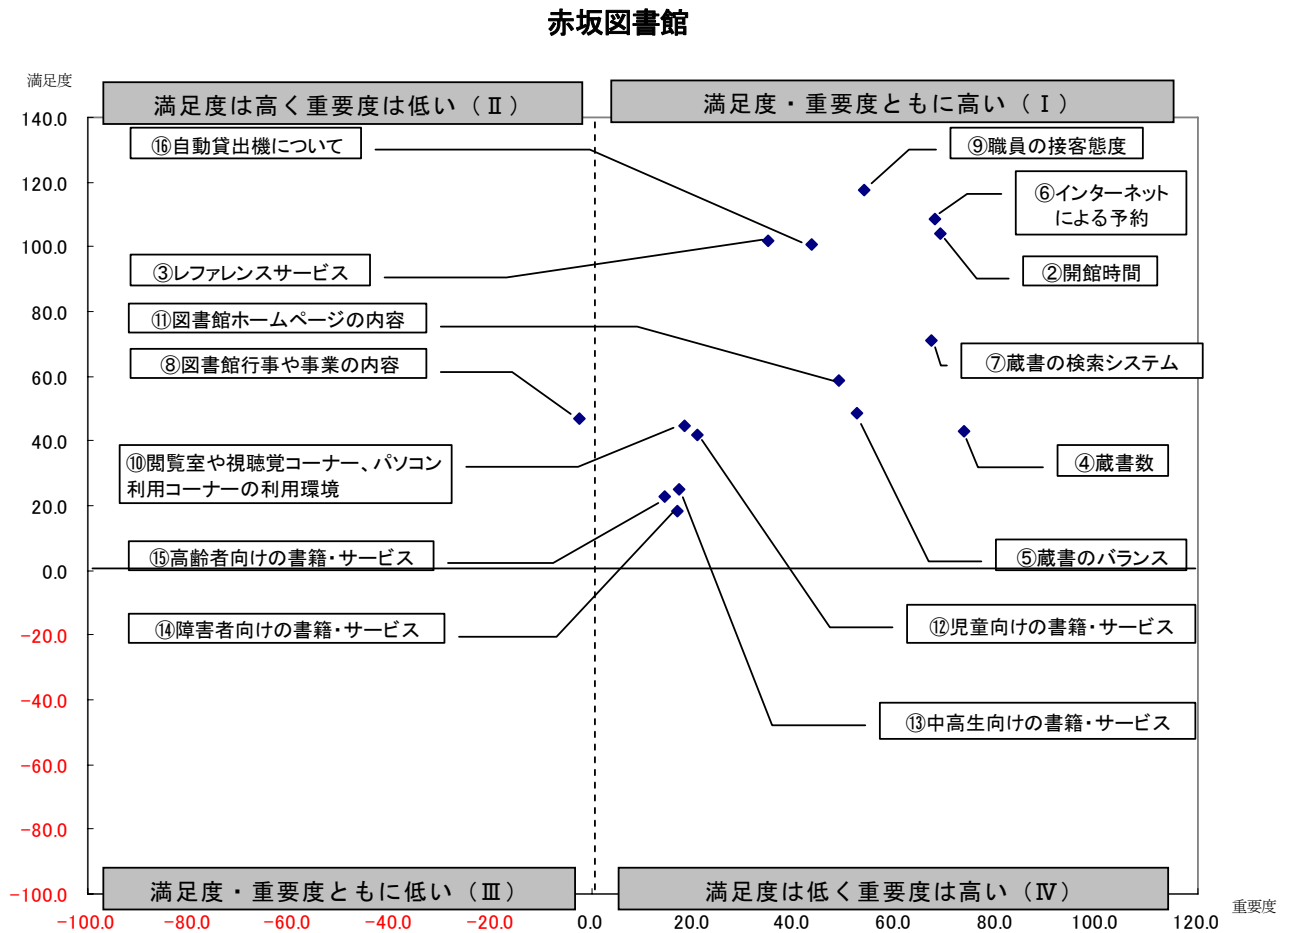 赤坂図書館
満足度
満足度は高く重要度は低い（Ⅱ）
満足度・重要度ともに高い（Ⅰ）
140.0
120.0
100.0
80.0
60.0
40.0
20.0
0.0
-20.0
-40.0
-60.0
-80.0
-100.0
⑯自動貸出機について
⑨職員の接客態度
⑥インターネット
による予約
③レファレンスサービス
②開館時間
⑪図書館ホームページの内容
⑧図書館行事や事業の内容
⑦蔵書の検索システム
⑩閲覧室や視聴覚コーナー、パソコン
利用コーナーの利用環境
④蔵書数
⑮高齢者向けの書籍・サービス
⑤蔵書のバランス
⑭障害者向けの書籍・サービス
⑫児童向けの書籍・サービス
⑬中高生向けの書籍・サービス
満足度・重要度ともに低い（Ⅲ）
満足度は低く重要度は高い（Ⅳ）
-100.0
-80.0
-60.0
-40.0
-20.0
0.0
20.0
40.0
60.0
80.0
100.0
120.0
重要度